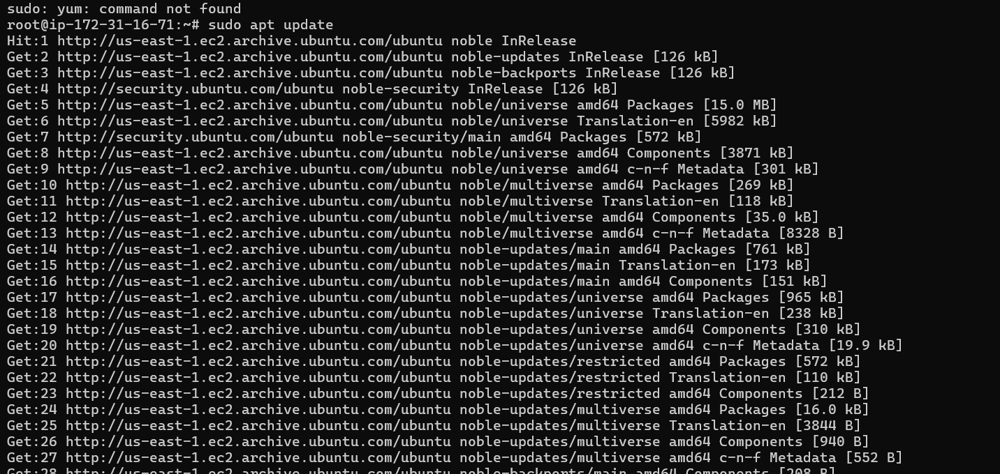 sudo: yum: command not found
root@ip-172-31-16-71:~# sudo apt update
Hit:1 http://us-east-1.ec2.archive.ubuntu.com/ubuntu noble InRelease
Get:2 http://us-east-1.ec2.archive.ubuntu.com/ubuntu noble-updates InRelease [126 kB]
Get:3 http://us-east-1.ec2.archive.ubuntu.com/ubuntu noble-backports InRelease [126 kB]
Get:4 http://security.ubuntu.com/ubuntu noble-security InRelease [126 kB]
Get:5 http://us-east-1.ec2.archive.ubuntu.com/ubuntu noble/universe amd64 Packages [15.0 MB]
Get:6 http://us-east-1.ec2.archive.ubuntu.com/ubuntu noble/universe Translation-en [5982 kB]
Get:7 http://security.ubuntu.com/ubuntu noble-security/main amd64 Packages [572 kB]
Get:8 http://us-east-1.ec2.archive.ubuntu.com/ubuntu noble/universe amd64 Components [3871 kB]
Get:9 http://us-east-1.ec2.archive.ubuntu.com/ubuntu noble/universe amd64 c-n-f Metadata [301 kB]
Get:10 http://us-east-1.ec2.archive.ubuntu.com/ubuntu noble/multiverse amd64 Packages [269 kB]
Get:11 http://us-east-1.ec2.archive.ubuntu.com/ubuntu noble/multiverse Translation-en [118 kB]
Get:12 http://us-east-1.ec2.archive.ubuntu.com/ubuntu noble/multiverse amd64 Components [35.0 kB]
Get:13 http://us-east-1.ec2.archive.ubuntu.com/ubuntu noble/multiverse amd64 c-n-f Metadata [8328 B]
Get:14 http://us-east-1.ec2.archive.ubuntu.com/ubuntu noble-updates/main amd64 Packages [761 kB]
Get:15 http://us-east-1.ec2.archive.ubuntu.com/ubuntu noble-updates/main Translation-en [173 kB]
Get:16 http://us-east-1.ec2.archive.ubuntu.com/ubuntu noble-updates/main amd64 Components [151 kB]
Get:17 http://us-east-1.ec2.archive.ubuntu.com/ubuntu noble-updates/universe amd64 Packages [965 kB]
Get:18 http://us-east-1.ec2.archive.ubuntu.com/ubuntu noble-updates/universe Translation-en [238 kB]
Get:19 http://us-east-1.ec2.archive.ubuntu.com/ubuntu noble-updates/universe amd64 Components [310 kB]
Get:20 http://us-east-1.ec2.archive.ubuntu.com/ubuntu noble-updates/universe amd64 c-n-f Metadata [19.9 kB]
Get:21 http://us-east-1.ec2.archive.ubuntu.com/ubuntu noble-updates/restricted amd64 Packages [572 kB]
Get:22 http://us-east-1.ec2.archive.ubuntu.com/ubuntu noble-updates/restricted Translation-en [110 kB]
Get:23 http://us-east-1.ec2.archive.ubuntu.com/ubuntu noble-updates/restricted amd64 Components [212 B]
Get:24 http://us-east-1.ec2.archive.ubuntu.com/ubuntu noble-updates/multiverse amd64 Packages [16.0 kB]
Get:25 http://us-east-1.ec2.archive.ubuntu.com/ubuntu noble-updates/multiverse Translation-en [3844 B]
Get:26 http://us-east-1.ec2.archive.ubuntu.com/ubuntu noble-updates/multiverse amd64 Components [940 B]
Get:27 http://us-east-1.ec2.archive.ubuntu.com/ubuntu noble-updates/multiverse amd64 c-n-f Metadata [552 B]
Get:28 http://us-east-1.ec2.archive.ubuntu.com/ubuntu noble-backports/main amd64 Components [208 B]